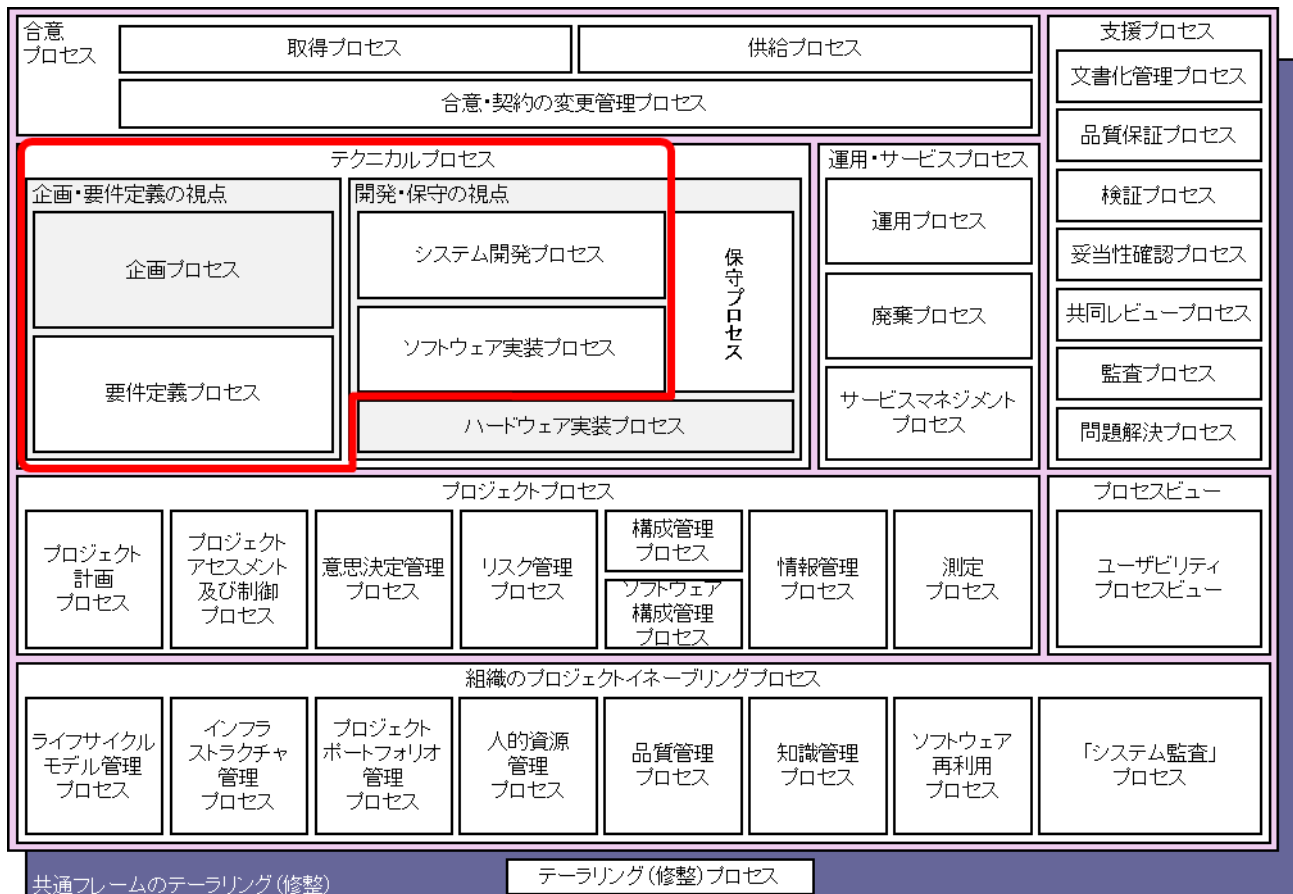 合意
プロセス
取得プロセス
供給プロセス
合意・契約の変更管理プロセス
テクニカルプロセス
企画・要件定義の視点
企画プロセス
要件定義プロセス
開発・保守の視点
システム開発プロセス
ソフトウェア実装プロセス
保守プロセス
ハードウェア実装プロセス
運用・サービスプロセス
運用プロセス
廃棄プロセス
サービスマネジメント
プロセス
支援プロセス
文書化管理プロセス
品質保証プロセス
検証プロセス
妥当性確認プロセス
共同レビュープロセス
監査プロセス
問題解決プロセス
プロジェクトプロセス
プロジェクト
計画
プロセス
プロジェクト
アセスメント
及び制御
プロセス
意思決定管理
プロセス
リスク管理
プロセス
構成管理
プロセス
ソフトウェア
構成管理
プロセス
情報管理
プロセス
測定
プロセス
プロセスビュー
ユーザビリティ
プロセスビュー
組織のプロジェクトイネーブリングプロセス
ライフサイクル
モデル管理
プロセス
インフラ
ストラクチャ
管理
プロセス
プロジェクト
ポートフォリオ
管理
プロセス
人的資源
管理
プロセス
品質管理
プロセス
知識管理
プロセス
ソフトウェア
再利用
プロセス
「システム監査」
プロセス
共通フレームのテーラリング(修整)
テーラリング(修整)プロセス